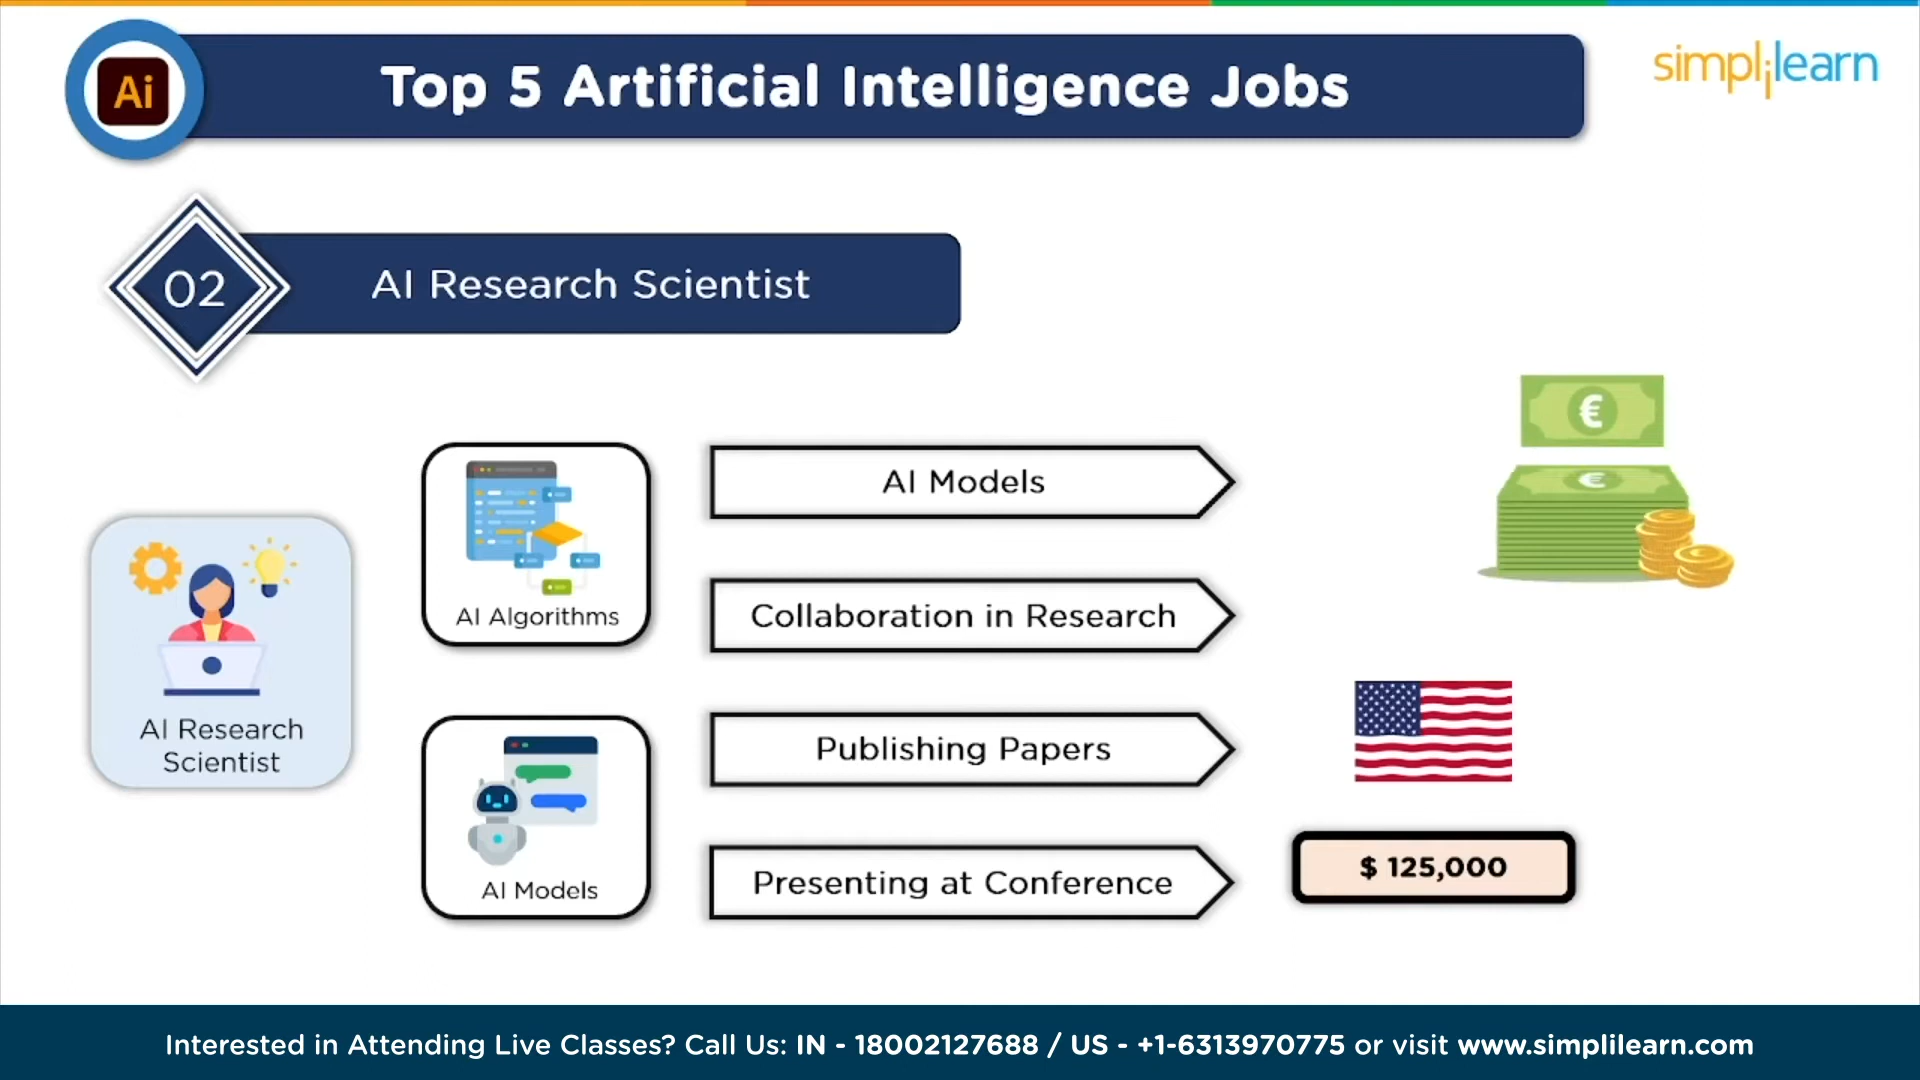 Ai
Top 5 Artificial Intelligence Jobs
simplilearn
02
AI Research Scientist
€
€
AI Models
AI Algorithms
Collaboration in Research
AI Research
Scientist
Publishing Papers
AI Models
Presenting at Conference
$ 125,000
Interested in Attending Live Classes? Call Us: IN - 18002127688 / US - +1-6313970775 or visit www.simplilearn.com